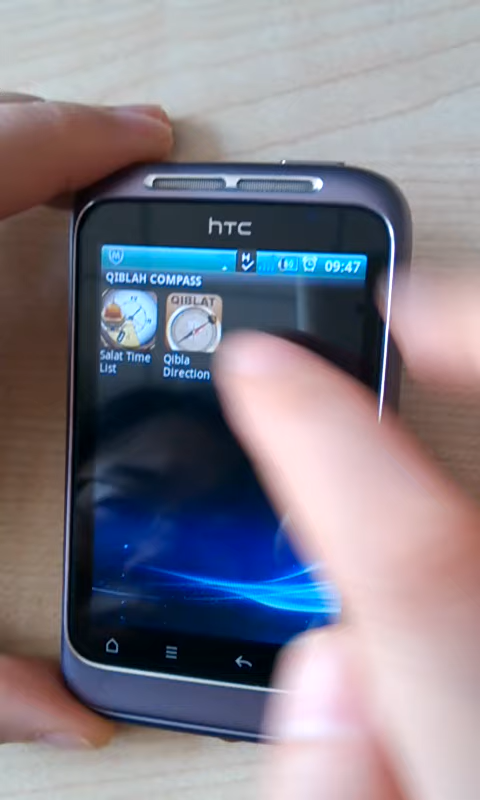 hTC
09:47
QIBLAH COMPASS
QIBLAT
Salat Time
List
Qibla
Direction